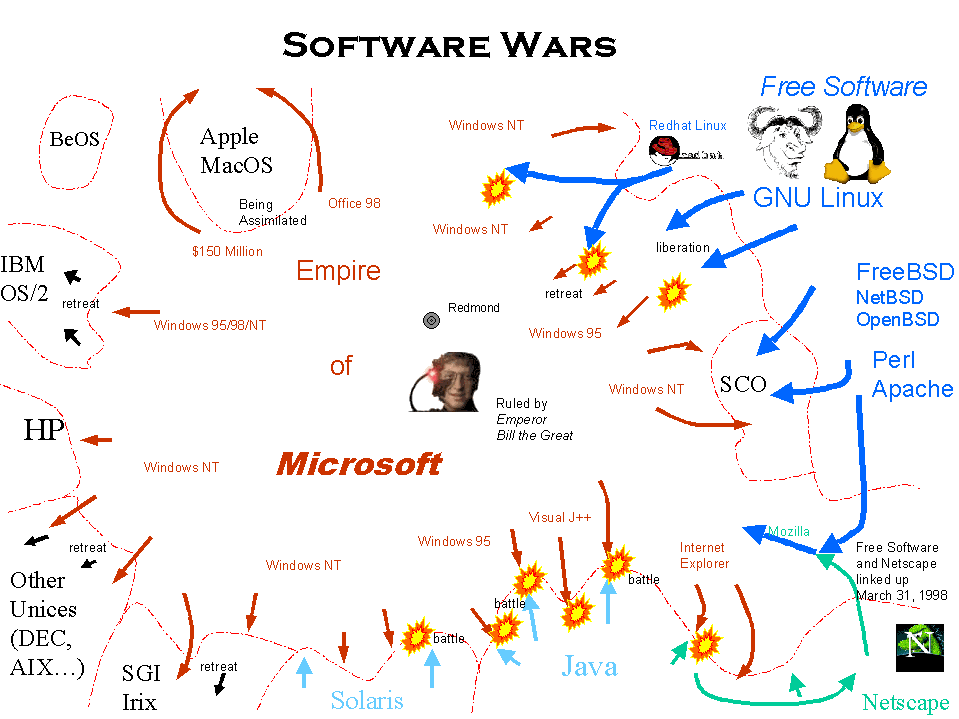 SOFTWARE WARS
Free Software
BeOS
Apple
MacOS
Being
Assimilated
Office 98
$150 Million
Windows NT
Redhat Linux
redhat
GNU Linux
Windows NT
liberation
retreat
Empire
of
Microsoft
IBM
OS/2
retreat
Windows 95/98/NT
Redmond
Ruled by
Emperor
Bill the Great
Windows 95
Windows NT
SCO
FreeBSD
NetBSD
OpenBSD
Perl
Apache
HP
Windows NT
retreat
Other
Unices
(DEC,
AIX…)
Windows NT
Windows 95
Visual J++
Internet
Explorer
Mozilla
Free Software
and Netscape
linked up
March 31, 1998
battle
battle
battle
SGI
Irix
retreat
Solaris
Java
N
Netscape